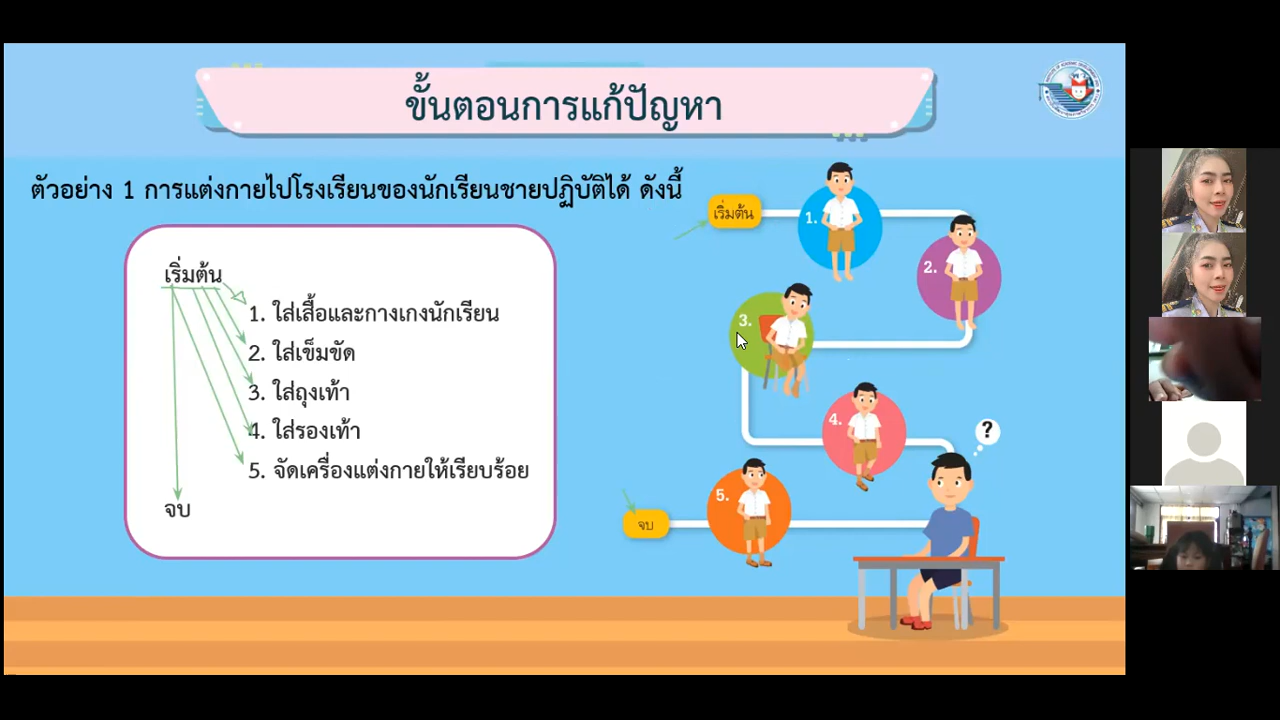 ขั้นตอนการแก้ปัญหา
ตัวอย่าง 1 การแต่งกายไปโรงเรียนของนักเรียนชายปฏิบัติได้ ดังนี้
เริ่มต้น
1. ใส่เสื้อและกางเกงนักเรียน
2. ใส่เข็มขัด
3. ใส่ถุงเท้า
4. ใส่รองเท้า
5. จัดเครื่องแต่งกายให้เรียบร้อย
จบ
เริ่มต้น
1.
2.
3.
4.
?
5.
จบ